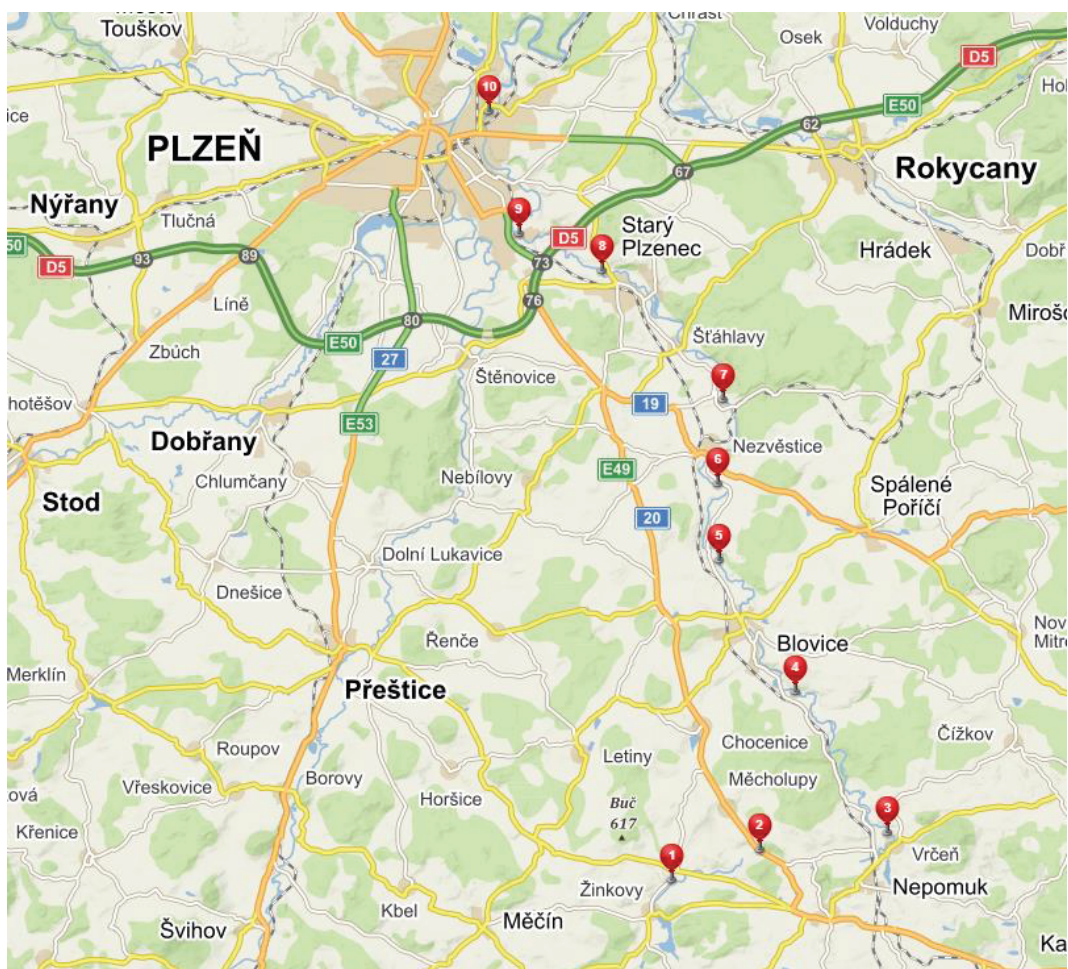 Touškov
Chrást
Volduchy
Osek
D5
E50
62
10
PLZEŇ
67
Rokycany
Nýřany
Tlučná
9
Starý
Plzenec
8
D5
Hrádek
50
D5
93
89
73
76
Líně
80
E50
Zbůch
27
Šťáhlavy
Štěnovice
7
19
E53
Dobřany
Nezvěstice
Chlumčany
Nebílovy
E49
6
Stod
Spálené
Poříčí
20
5
Dolní Lukavice
Dnešice
Řenče
Blovice
Merklín
4
Přeštice
Roupov
Letiny
Chocenice
Čížkov
Borovy
Měcholupy
Vřeskovice
Horšice
Buč
617
Křenice
3
2
Vrčeň
1
Žinkovy
Nepomuk
Kbel
Měčín
Švihov